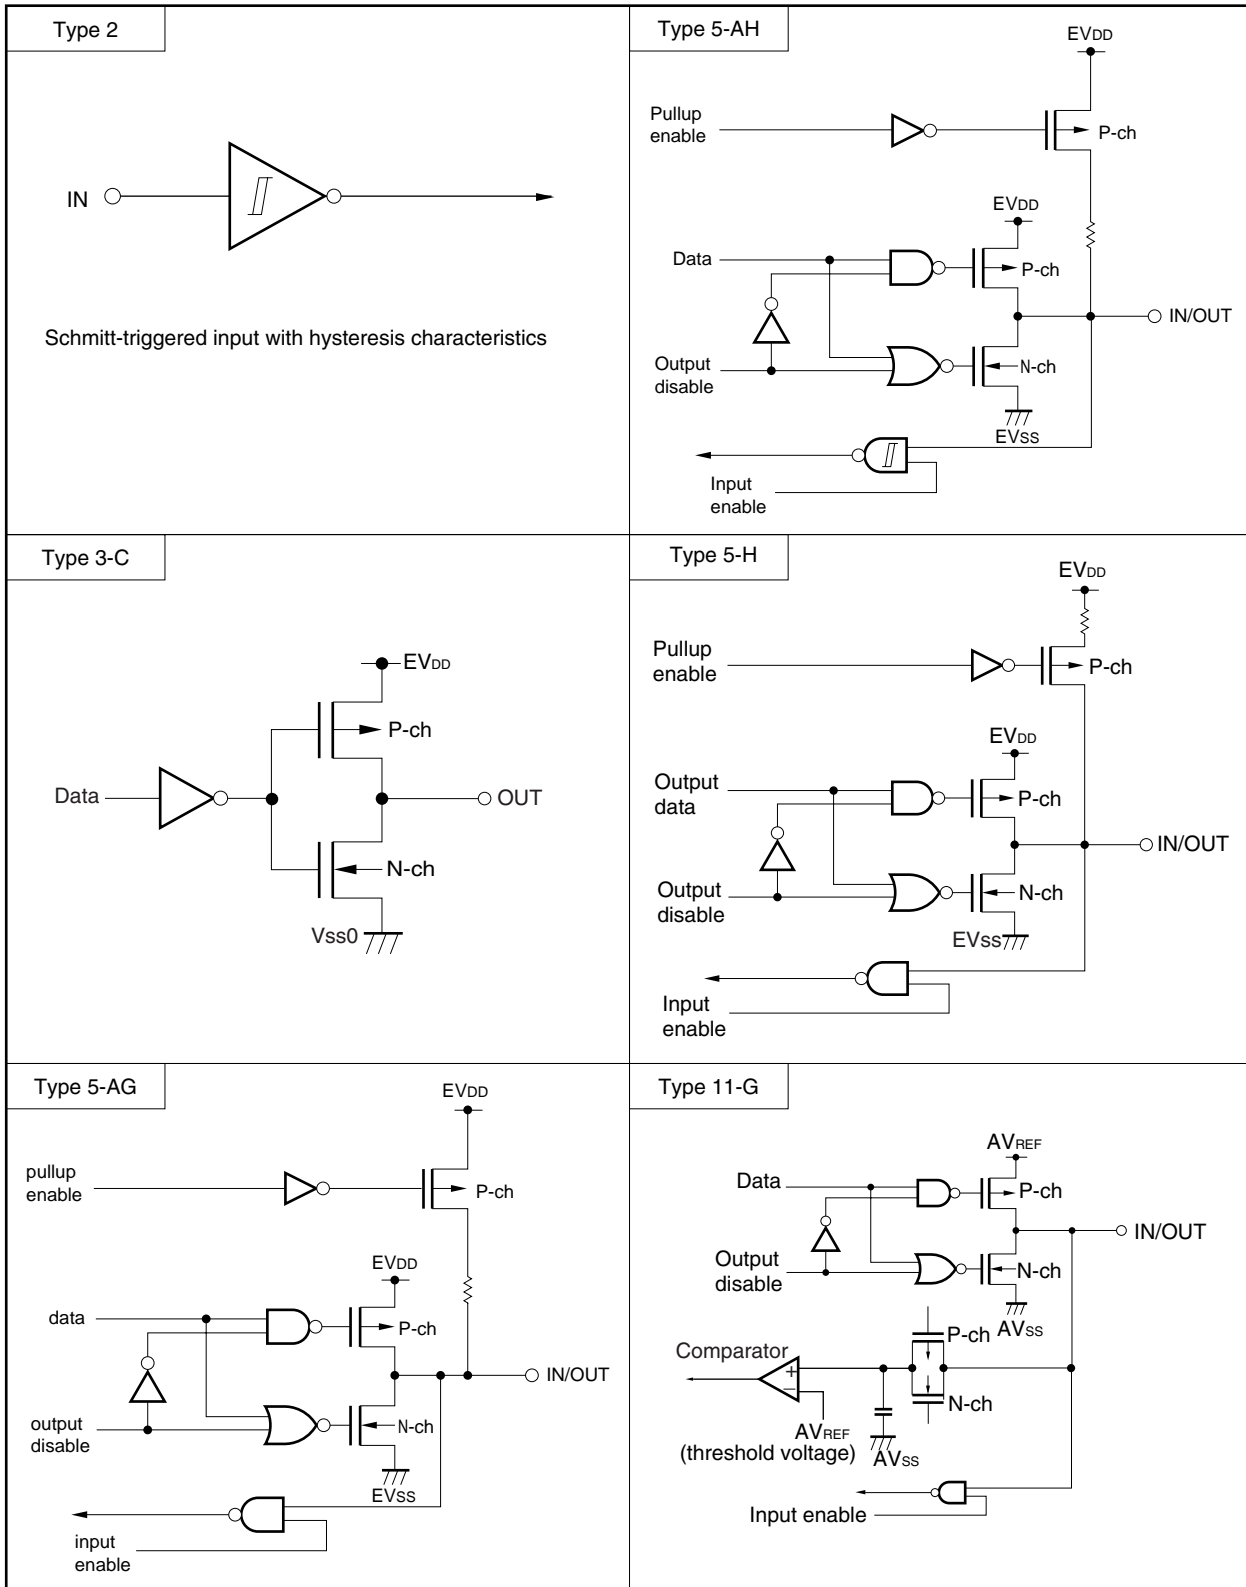 Type 2
IN
Schmitt-triggered input with hysteresis characteristics
Type 5-AH
EVDD
Pullup
enable
P-ch
EVDD
Data
P-ch
IN/OUT
Output
disable
N-ch
EVSS
Input
enable
Type 3-C
EVDD
P-ch
Data
OUT
N-ch
VSS0
Type 5-H
EVDD
Pullup
enable
P-ch
EVDD
Output
data
P-ch
IN/OUT
Output
disable
N-ch
EVSS
Input
enable
Type 5-AG
EVDD
pullup
enable
P-ch
EVDD
data
P-ch
IN/OUT
output
disable
N-ch
EVSS
input
enable
Type 11-G
AVREF
Data
P-ch
IN/OUT
Output
disable
N-ch
AVSS
P-ch
Comparator
+
−
N-ch
AVREF
(threshold voltage)
AVSS
Input enable